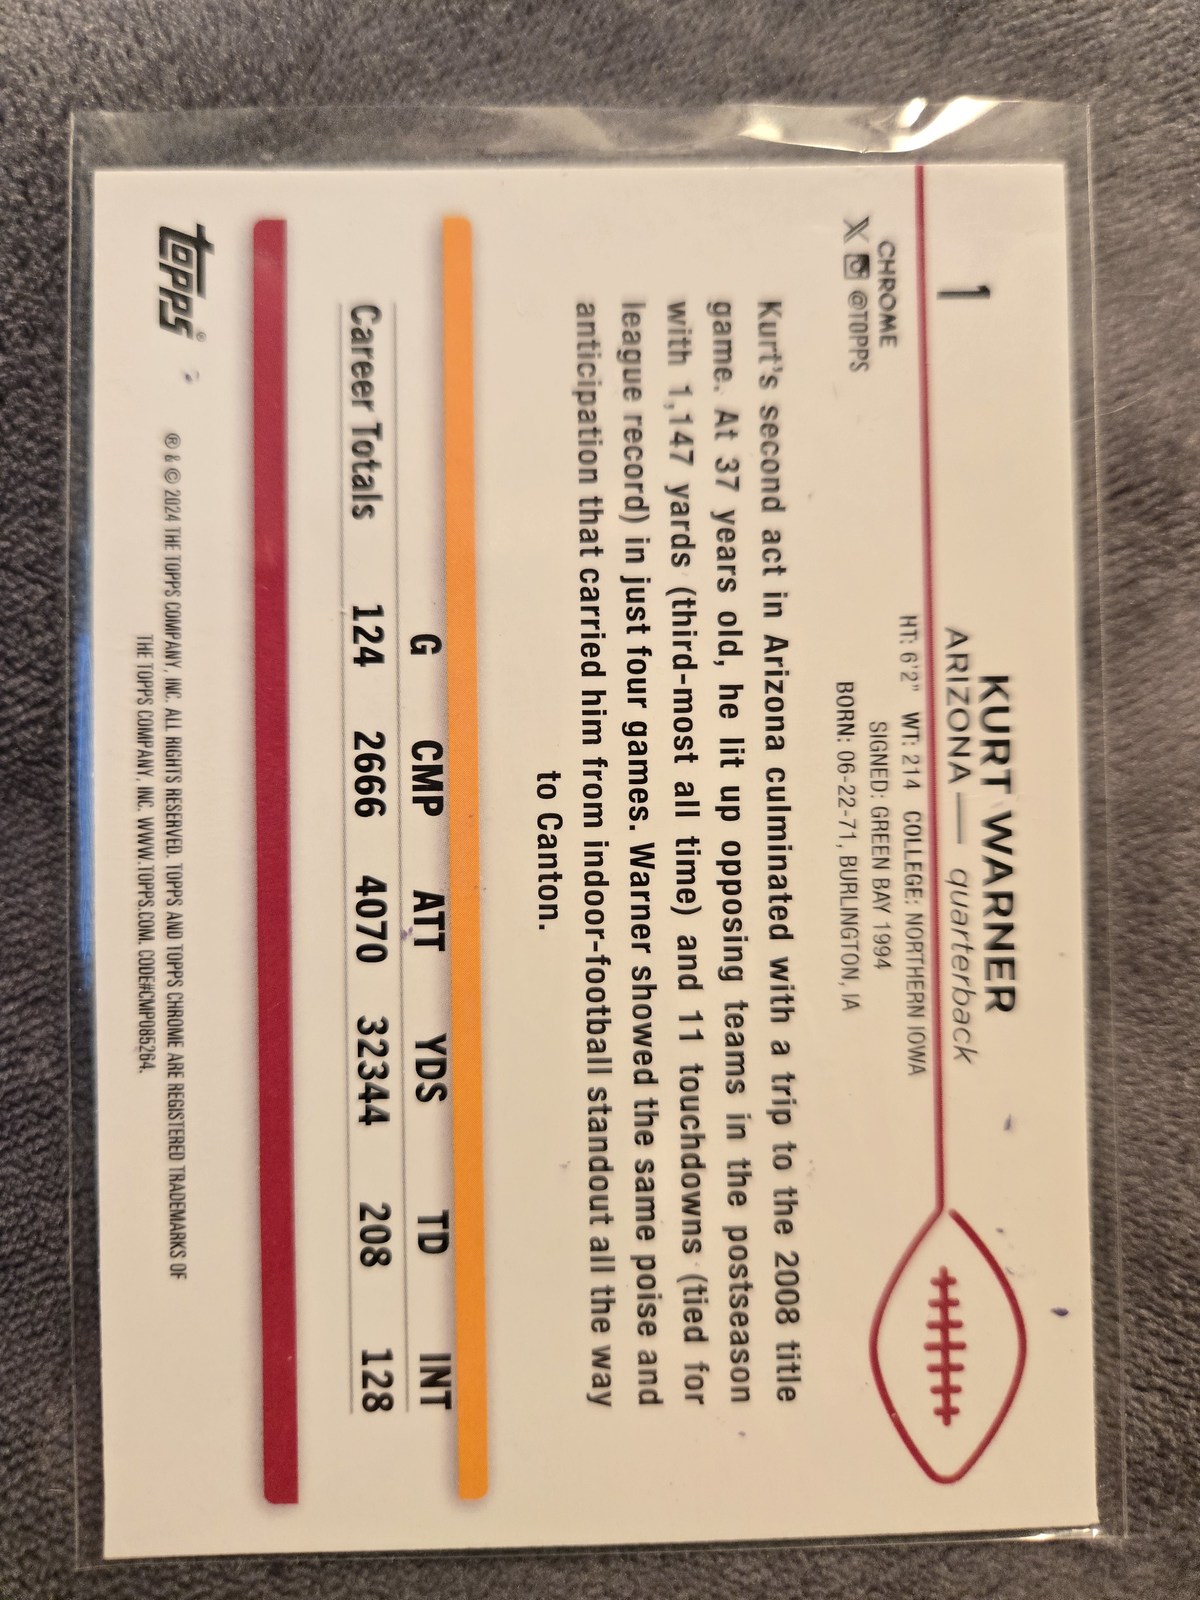 1
KURT WARNER
ARIZONA — quarterback
HT: 6'2" WT: 214 COLLEGE: NORTHERN IOWA
SIGNED: GREEN BAY 1994
BORN: 06-22-71, BURLINGTON, IA
CHROME
@TOPPS
Kurt's second act in Arizona culminated with a trip to the 2008 title
game. At 37 years old, he lit up opposing teams in the postseason
with 1,147 yards (third-most all time) and 11 touchdowns (tied for
league record) in just four games. Warner showed the same poise and
anticipation that carried him from indoor-football standout all the way
to Canton.
G CMP ATT YDS TD INT
Career Totals 124 2666 4070 32344 208 128
topps®
® & © 2024 THE TOPPS COMPANY, INC. ALL RIGHTS RESERVED. TOPPS AND TOPPS CHROME ARE REGISTERED TRADEMARKS OF
THE TOPPS COMPANY, INC. WWW.TOPPS.COM. CODE#CMP085264.